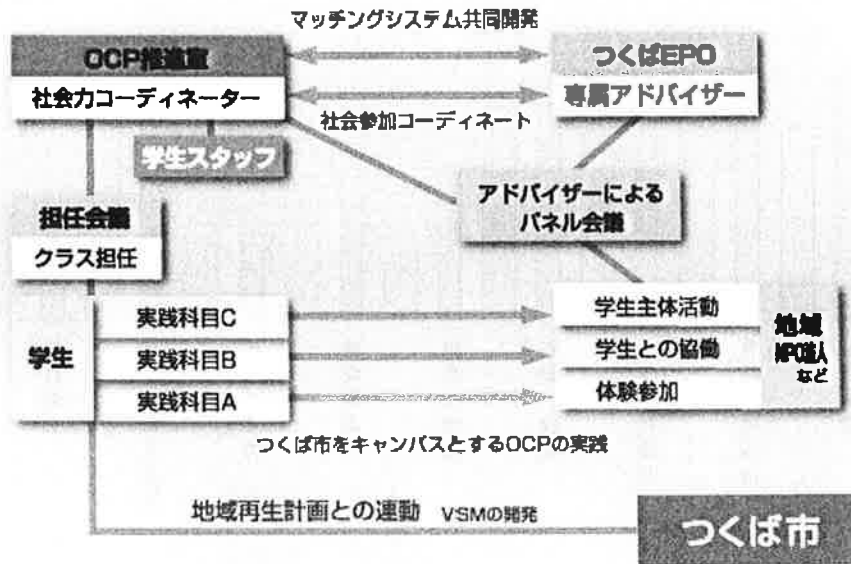 マッチングシステム共同開発
OCP推進室
つくばEPO
社会力コーディネーター
専属アドバイザー
社会参加コーディネート
学生スタッフ
アドバイザーによる
パネル会議
担任会議
クラス担任
学生
実践科目C
実践科目B
実践科目A
学生主体活動
学生との協働
体験参加
地域
NPO法人
など
つくば市をキャンパスとするOCPの実践
地域再生計画との連動 VSMの開発
つくば市